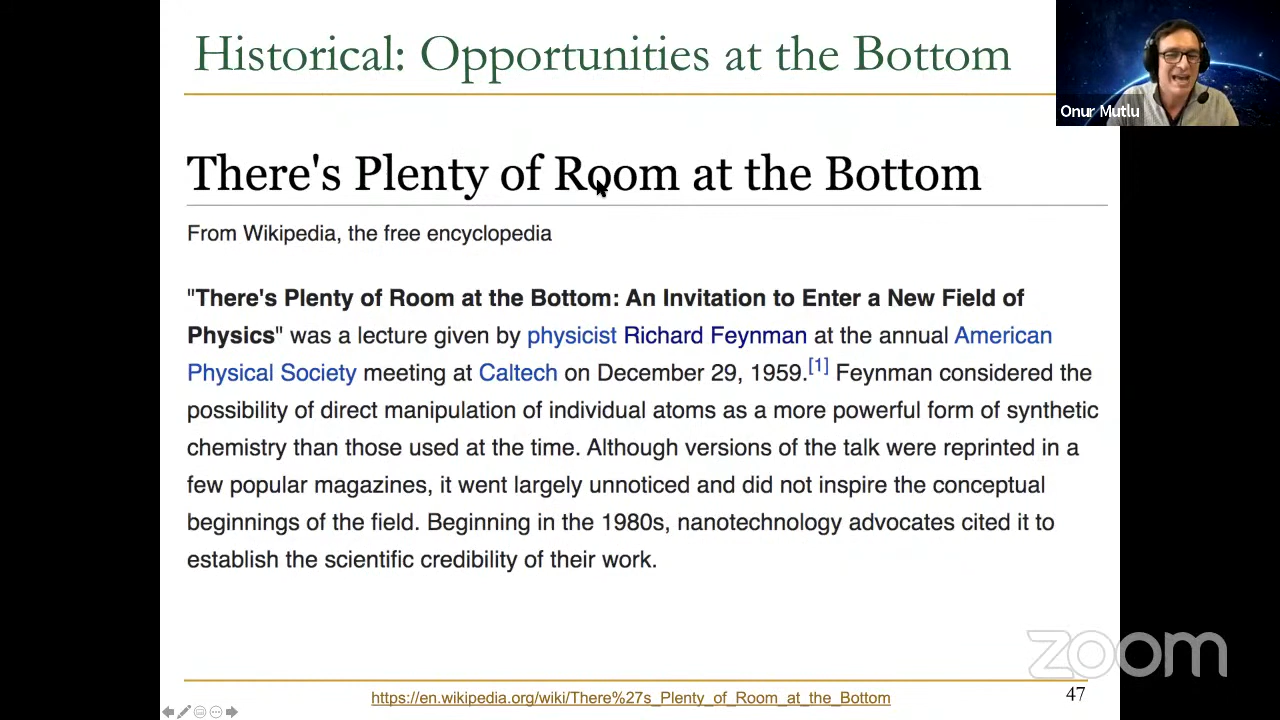 Historical: Opportunities at the Bottom
Onur Mutlu
There's Plenty of Room at the Bottom
From Wikipedia, the free encyclopedia
"There's Plenty of Room at the Bottom: An Invitation to Enter a New Field of
Physics" was a lecture given by physicist Richard Feynman at the annual American
Physical Society meeting at Caltech on December 29, 1959.[1] Feynman considered the
possibility of direct manipulation of individual atoms as a more powerful form of synthetic
chemistry than those used at the time. Although versions of the talk were reprinted in a
few popular magazines, it went largely unnoticed and did not inspire the conceptual
beginnings of the field. Beginning in the 1980s, nanotechnology advocates cited it to
establish the scientific credibility of their work.
zoom
https://en.wikipedia.org/wiki/There%27s_Plenty_of_Room_at_the_Bottom
47